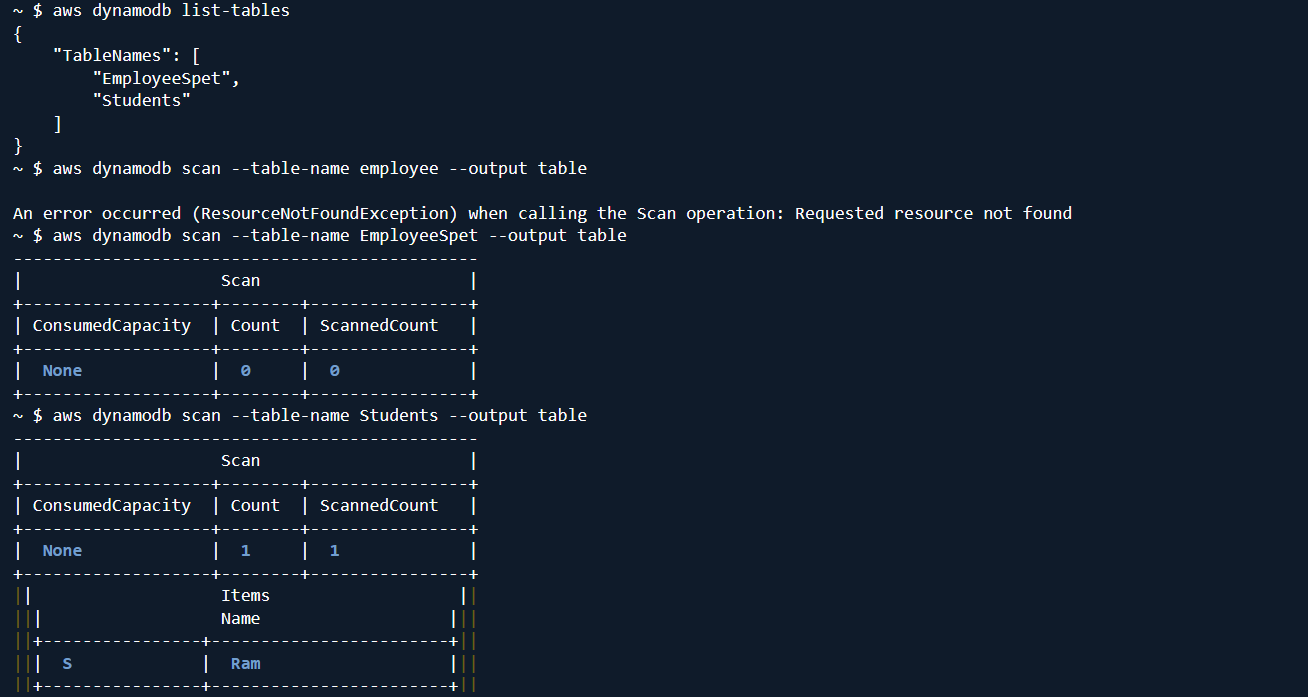 ~ $ aws dynamodb list-tables
{
    "TableNames": [
        "EmployeeSpet",
        "Students"
    ]
}
~ $ aws dynamodb scan --table-name employee --output table

An error occurred (ResourceNotFoundException) when calling the Scan operation: Requested resource not found
~ $ aws dynamodb scan --table-name EmployeeSpet --output table
-----------------------------------------------
|                    Scan                     |
+-------------------+--------+----------------+
| ConsumedCapacity  | Count  | ScannedCount   |
+-------------------+--------+----------------+
|  None             |  0     |  0             |
+-------------------+--------+----------------+
~ $ aws dynamodb scan --table-name Students --output table
-----------------------------------------------
|                    Scan                     |
+-------------------+--------+----------------+
| ConsumedCapacity  | Count  | ScannedCount   |
+-------------------+--------+----------------+
|  None             |  1     |  1             |
+-------------------+--------+----------------+
||                   Items                   ||
|||                  Name                   |||
||+----------------+------------------------+||
|||  S             |  Ram                   |||
||+----------------+------------------------+||